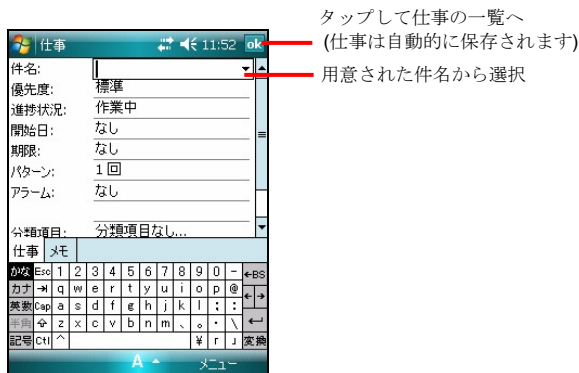 タップして仕事の一覧へ
(仕事は自動的に保存されます)
用意された件名から選択
仕事 11:52 ok
件名:
優先度: 標準
進捗状況: 作業中
開始日: なし
期限: なし
パターン: 1 回
アラーム: なし
分類項目: 分類項目なし...
仕事 メモ
かな Esc 1 2 3 4 5 6 7 8 9 0 - ←BS
カナ q w e r t y u i o p @
英数 Cap a s d f g h j k l ; : ← →
半角 z x c v b n m 、 。 ・ \
記号 Ctl ^ ¥ 「 」 変換
A メニュー